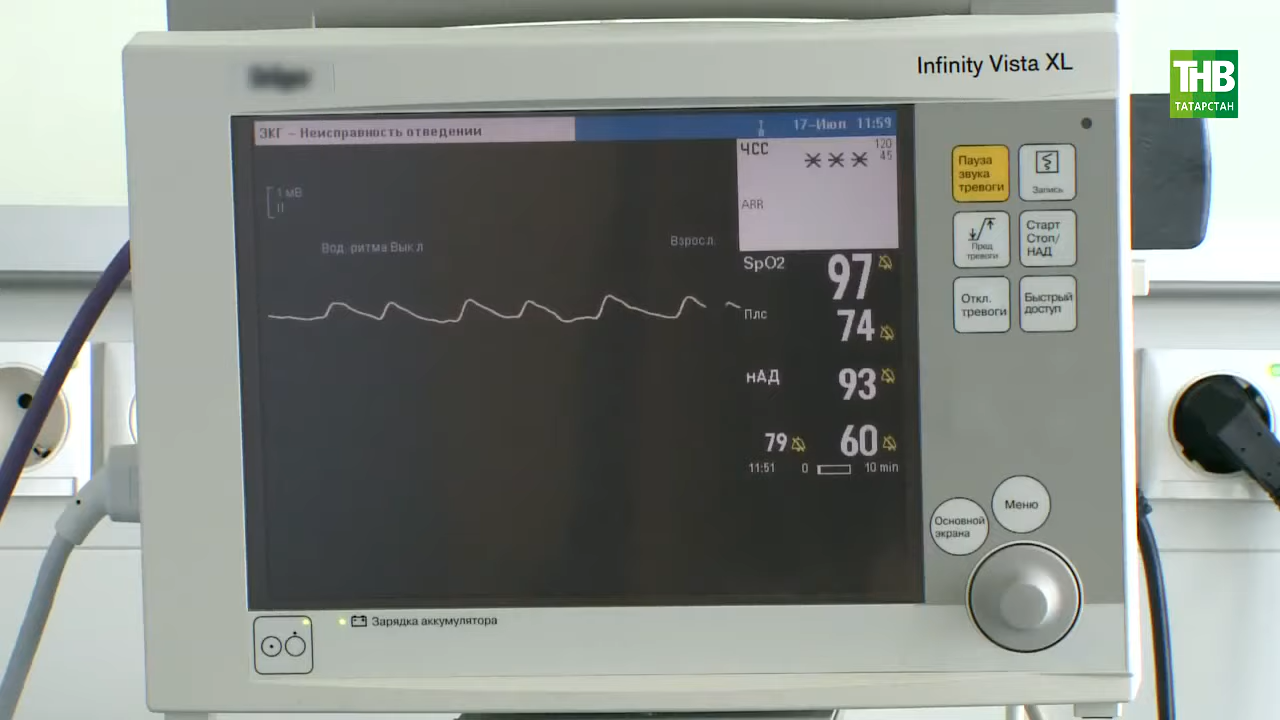 Infinity Vista XL
ТНВ
ТАТАРСТАН
ЭКГ – Неисправность отведении
17-Июл 11:59
ЧСС
120
45
***
1 мВ
II
ARR
Вод. ритма Выкл
Взросл.
SpO2
97
Плс
74
нАД
93
79
60
11:51 0 10 min
Пауза
звука
тревоги
Запись
Пред
тревоги
Старт
Стоп/
НАД
Откл.
тревоги
Быстрый
доступ
Меню
Основной
экрана
Зарядка аккумулятора